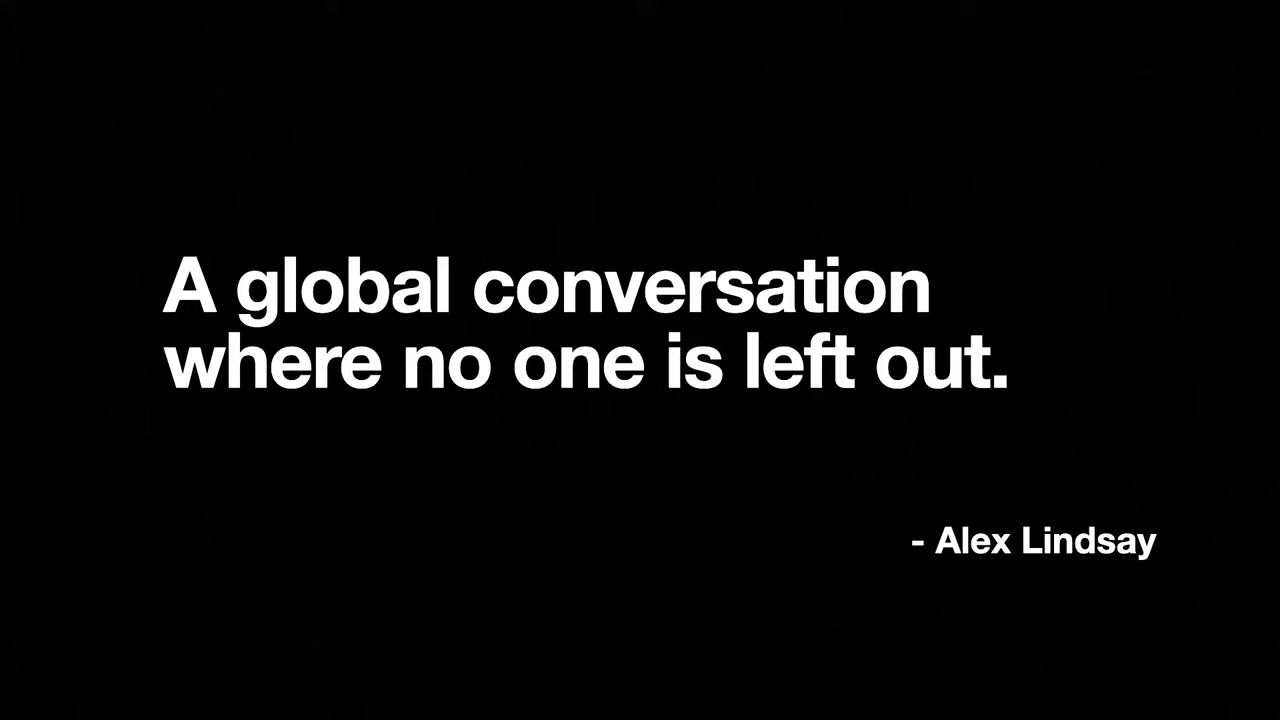 A global conversation
where no one is left out.
- Alex Lindsay